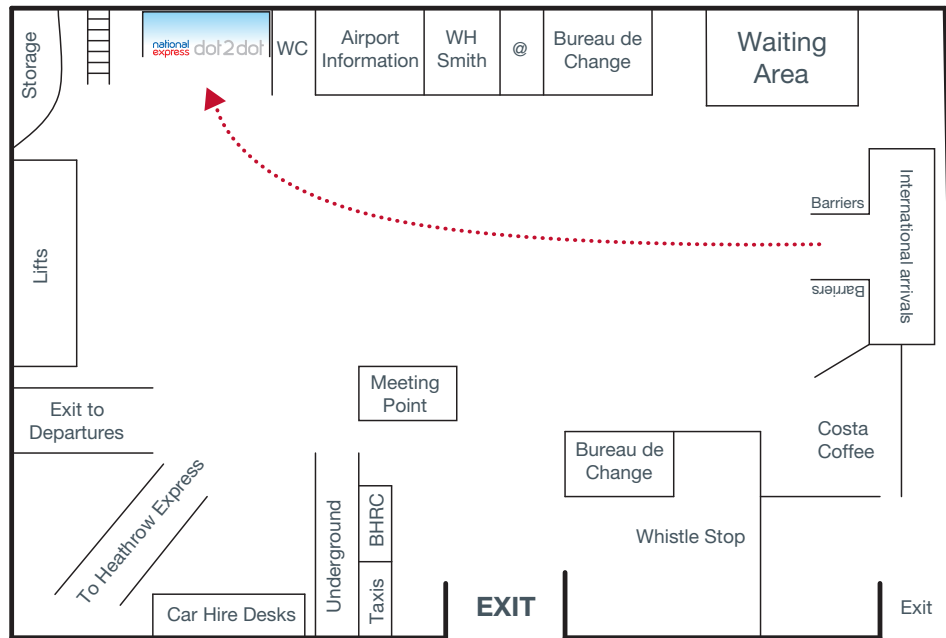 Storage
national
express dot2dot
WC
Airport
Information
WH
Smith
@
Bureau de
Change
Waiting
Area
Barriers
International arrivals
Barriers
Lifts
Meeting
Point
Exit to
Departures
Costa
Coffee
Bureau de
Change
To Heathrow Express
Underground
BHRC
Whistle Stop
Taxis
Car Hire Desks
EXIT
Exit